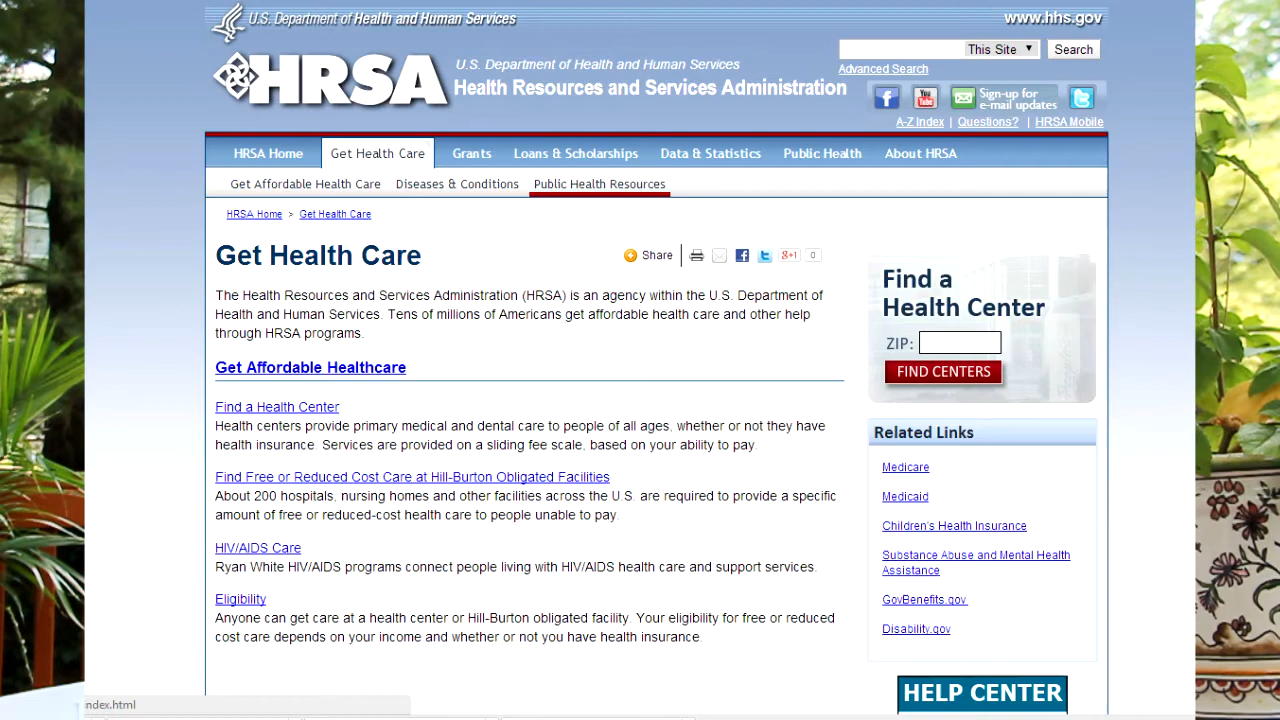 U.S. Department of Health and Human Services
www.hhs.gov
HRSA
U.S. Department of Health and Human Services
Health Resources and Services Administration
This Site
Search
Advanced Search
Sign-up for
e-mail updates
A-Z Index | Questions? | HRSA Mobile
HRSA Home
Get Health Care
Grants
Loans & Scholarships
Data & Statistics
Public Health
About HRSA
Get Affordable Health Care
Diseases & Conditions
Public Health Resources
HRSA Home > Get Health Care
Get Health Care
Share
g+1
0
The Health Resources and Services Administration (HRSA) is an agency within the U.S. Department of
Health and Human Services. Tens of millions of Americans get affordable health care and other help
through HRSA programs.
Get Affordable Healthcare
Find a Health Center
Health centers provide primary medical and dental care to people of all ages, whether or not they have
health insurance. Services are provided on a sliding fee scale, based on your ability to pay.
Find Free or Reduced Cost Care at Hill-Burton Obligated Facilities
About 200 hospitals, nursing homes and other facilities across the U.S. are required to provide a specific
amount of free or reduced-cost health care to people unable to pay.
HIV/AIDS Care
Ryan White HIV/AIDS programs connect people living with HIV/AIDS health care and support services.
Eligibility
Anyone can get care at a health center or Hill-Burton obligated facility. Your eligibility for free or reduced
cost care depends on your income and whether or not you have health insurance.
Find a
Health Center
ZIP:
FIND CENTERS
Related Links
Medicare
Medicaid
Children's Health Insurance
Substance Abuse and Mental Health
Assistance
GovBenefits.gov
Disability.gov
HELP CENTER
index.html